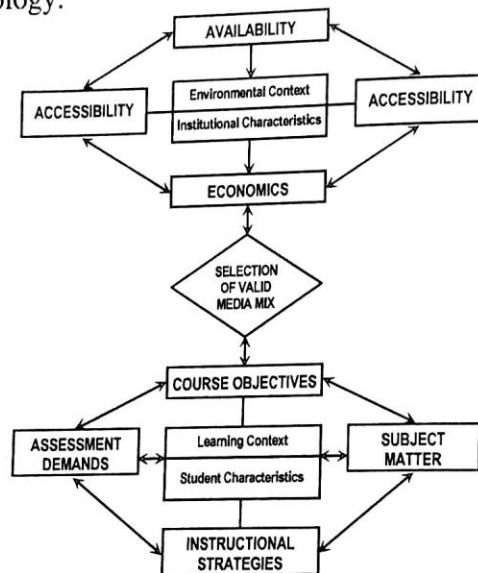 ology.
AVAILABILITY
Environmental Context
ACCESSIBILITY
ACCESSIBILITY
Institutional Characteristics
ECONOMICS
SELECTION
OF VALID
MEDIA MIX
COURSE OBJECTIVES
ASSESSMENT
DEMANDS
Learning Context
Student Characteristics
SUBJECT
MATTER
INSTRUCTIONAL
STRATEGIES